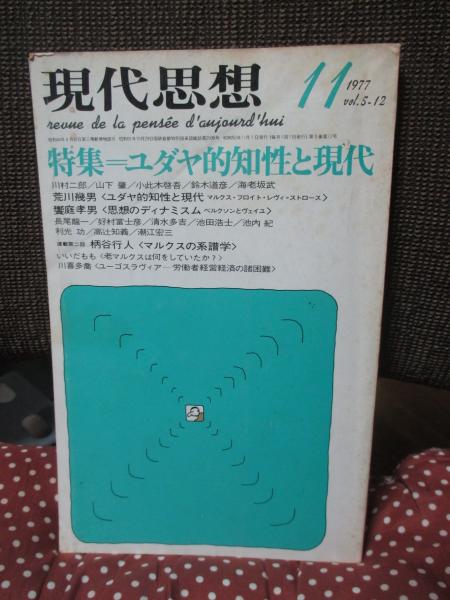 現代思想
11
1977
vol.5-12
revue de la pensée d'aujourd'hui
特集=ユダヤ的知性と現代
川村二郎/山下 肇/小此木啓吾/鈴木道彦/海老坂武
荒川幾男〈ユダヤ的知性と現代 マルクス・フロイト・レヴィ=ストロース〉
饗庭孝男〈思想のディナミスム ベルクソンとヴェイユ〉
長尾龍一/好村冨士彦/清水多吉/池田浩士/池内 紀
利光 功/高辻知義/潮江宏三
連載第二回 柄谷行人〈マルクスの系譜学〉
いいだもも〈老マルクスは何をしていたか?〉
川喜多喬〈ユーゴスラヴィア─労働者経営経済の諸困難〉